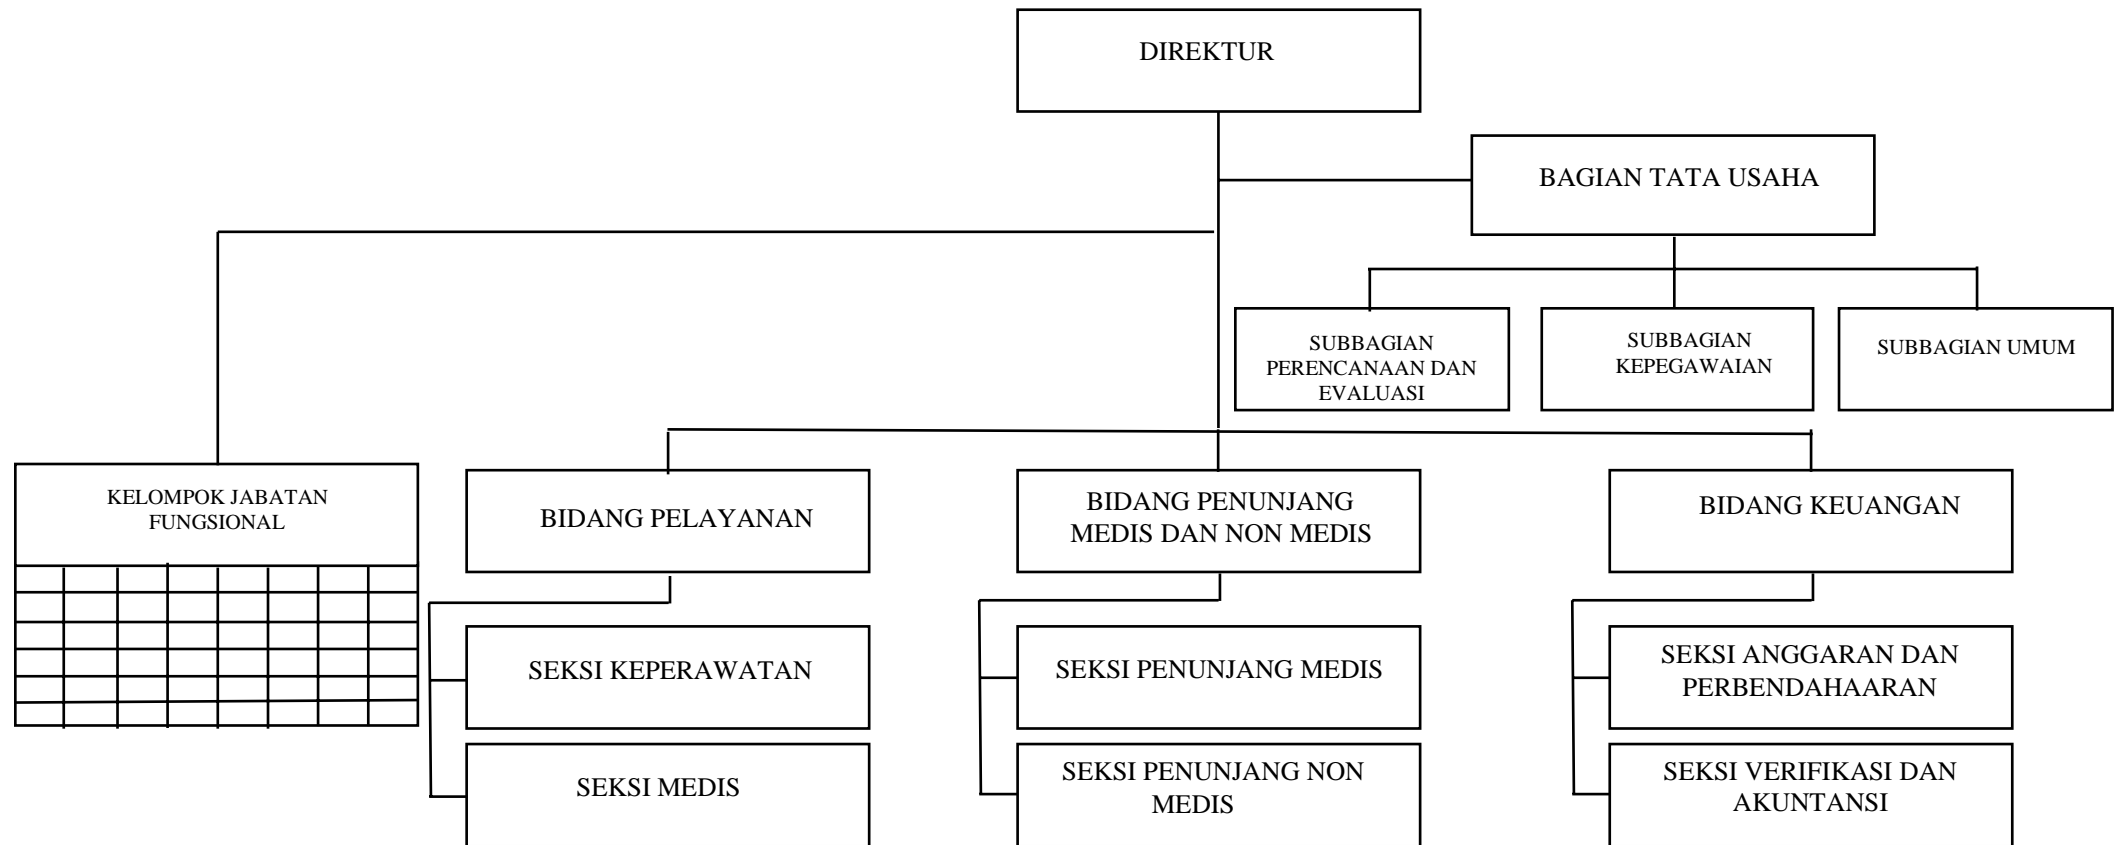 DIREKTUR
BAGIAN TATA USAHA
SUBBAGIAN
PERENCANAAN DAN
EVALUASI
SUBBAGIAN
KEPEGAWAIAN
SUBBAGIAN UMUM
KELOMPOK JABATAN
FUNGSIONAL
BIDANG PELAYANAN
BIDANG PENUNJANG
MEDIS DAN NON MEDIS
BIDANG KEUANGAN
SEKSI KEPERAWATAN
SEKSI PENUNJANG MEDIS
SEKSI ANGGARAN DAN
PERBENDAHAARAN
SEKSI MEDIS
SEKSI PENUNJANG NON
MEDIS
SEKSI VERIFIKASI DAN
AKUNTANSI